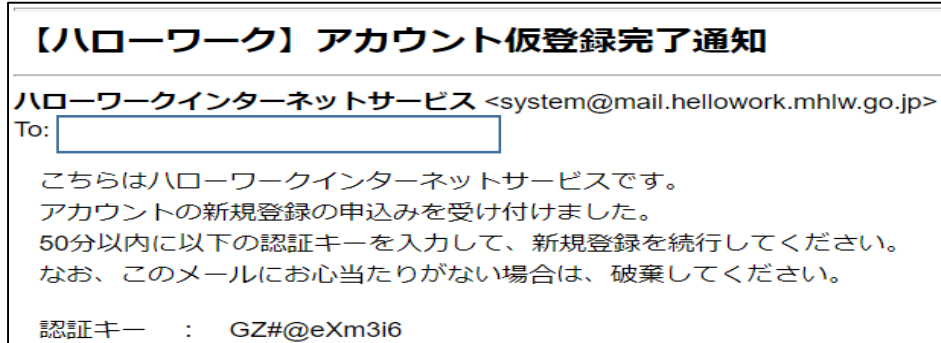 【ハローワーク】アカウント仮登録完了通知
ハローワークインターネットサービス <system@mail.hellowork.mhlw.go.jp>
To:
こちらはハローワークインターネットサービスです。
アカウントの新規登録の申込みを受け付けました。
50分以内に以下の認証キーを入力して、新規登録を続行してください。
なお、このメールにお心当たりがない場合は、破棄してください。
認証キー ： GZ#@eXm3i6